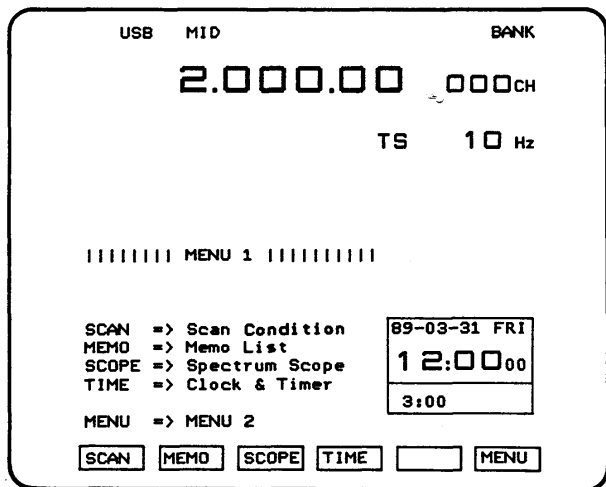 USB MID BANK
2.000.00 000CH
TS 10 Hz
|||||||| MENU 1 ||||||||||
SCAN => Scan Condition
MEMO => Memo List
SCOPE => Spectrum Scope
TIME => Clock & Timer
MENU => MENU 2
89-03-31 FRI
12:00 00
3:00
SCAN MEMO SCOPE TIME MENU